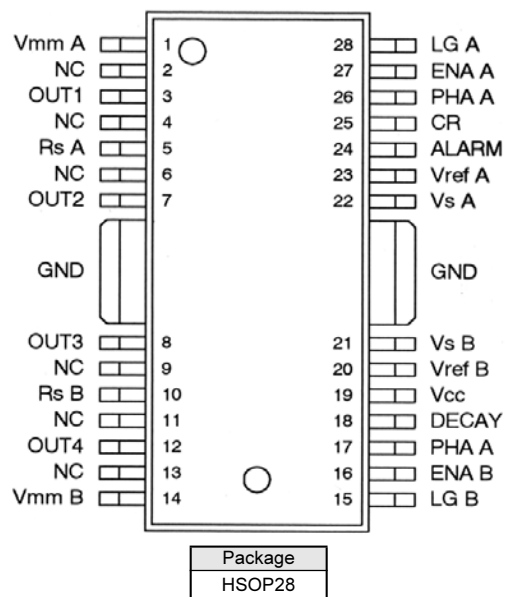 Vmm A 1 28 LG A
NC 2 27 ENA A
OUT1 3 26 PHA A
NC 4 25 CR
Rs A 5 24 ALARM
NC 6 23 Vref A
OUT2 7 22 Vs A
GND GND
OUT3 8 21 Vs B
NC 9 20 Vref B
Rs B 10 19 Vcc
NC 11 18 DECAY
OUT4 12 17 PHA A
NC 13 16 ENA B
Vmm B 14 15 LG B
Package
HSOP28